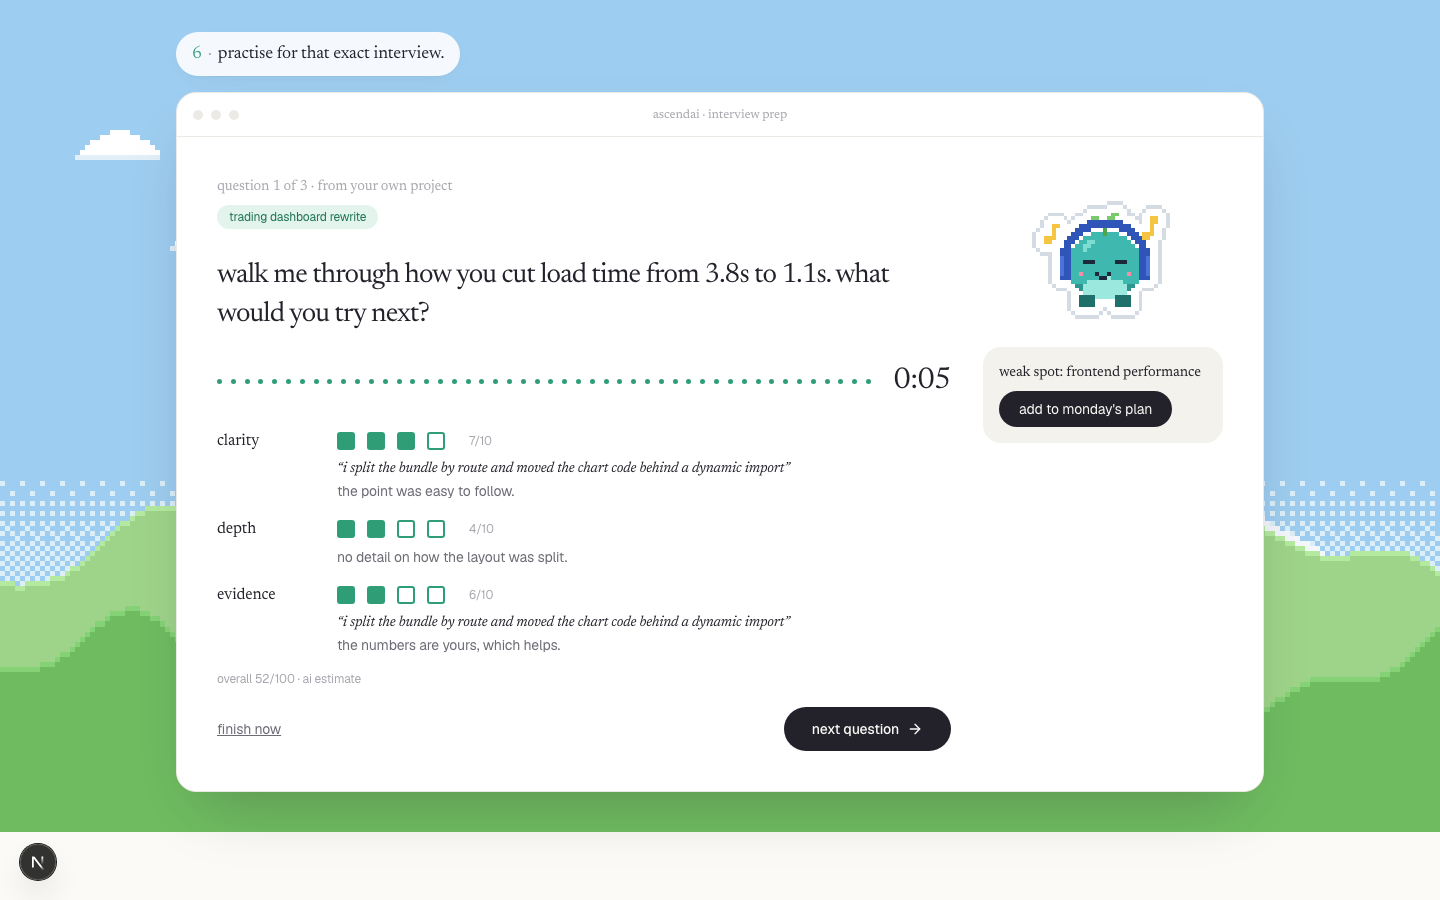 6 · practise for that exact interview.
ascendai · interview prep
question 1 of 3 · from your own project
trading dashboard rewrite
walk me through how you cut load time from 3.8s to 1.1s. what
would you try next?
0:05
weak spot: frontend performance
add to monday's plan
clarity
7/10
“i split the bundle by route and moved the chart code behind a dynamic import”
the point was easy to follow.
depth
4/10
no detail on how the layout was split.
evidence
6/10
“i split the bundle by route and moved the chart code behind a dynamic import”
the numbers are yours, which helps.
overall 52/100 · ai estimate
finish now
next question →
N